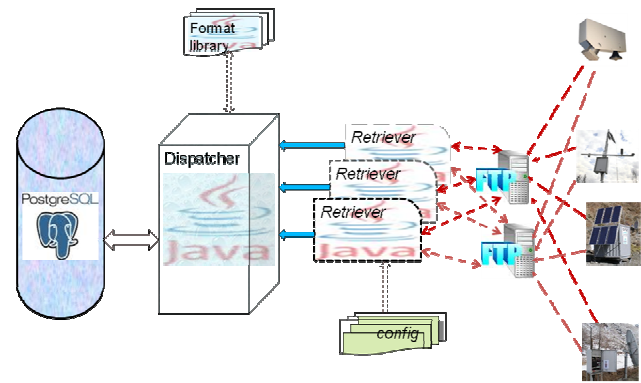 Format
library
Dispatcher
Java
PostgreSQL
Retriever
Retriever
Retriever
Java
FTP
FTP
config